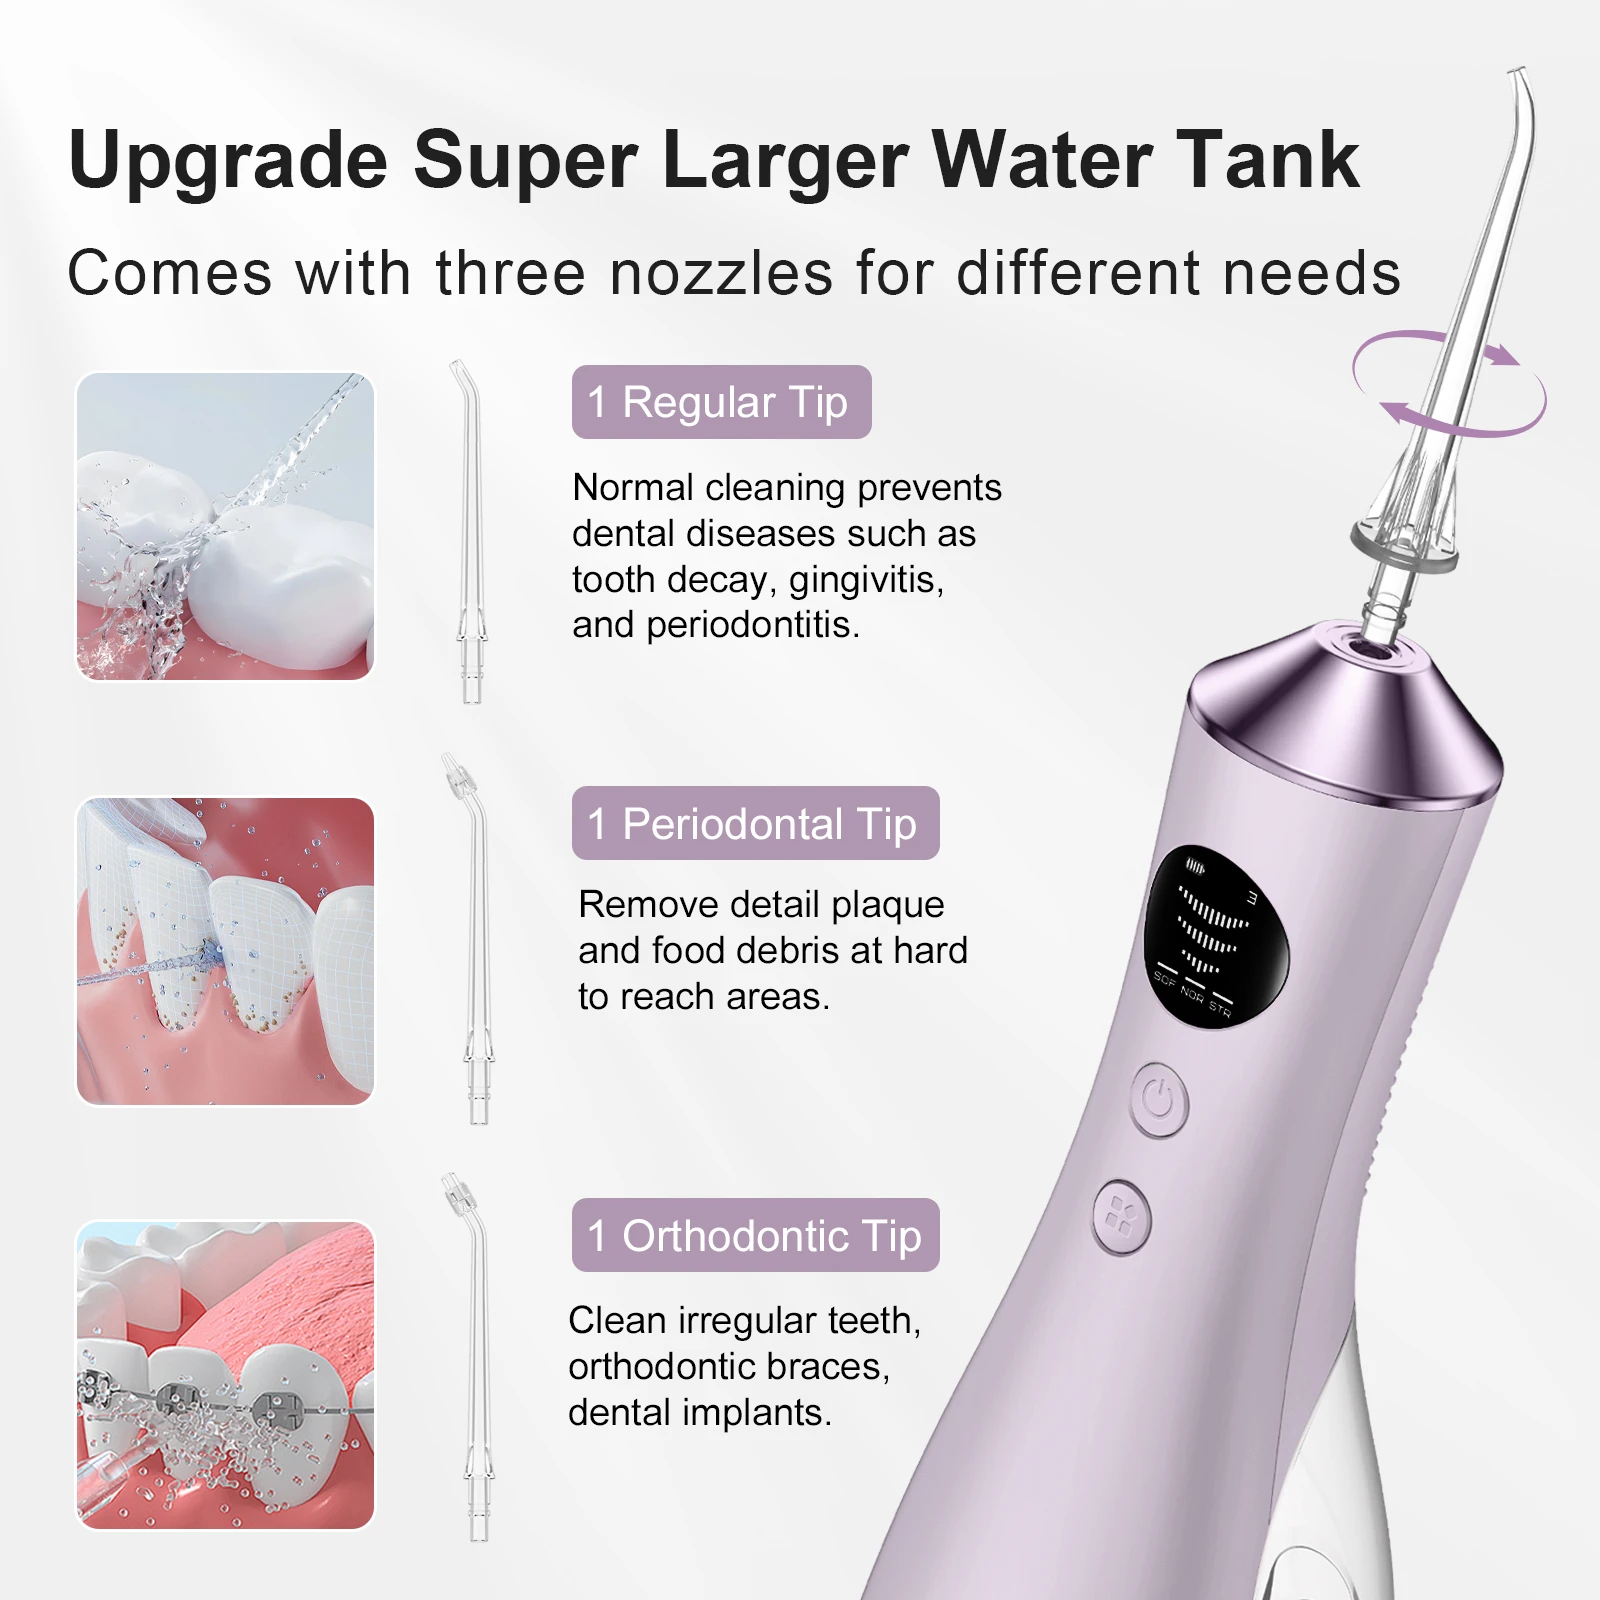 Upgrade Super Larger Water Tank
Comes with three nozzles for different needs
1 Regular Tip
Normal cleaning prevents
dental diseases such as
tooth decay, gingivitis,
and periodontitis.
1 Periodontal Tip
Remove detail plaque
and food debris at hard
to reach areas.
1 Orthodontic Tip
Clean irregular teeth,
orthodontic braces,
dental implants.
3
SOF NOR STR